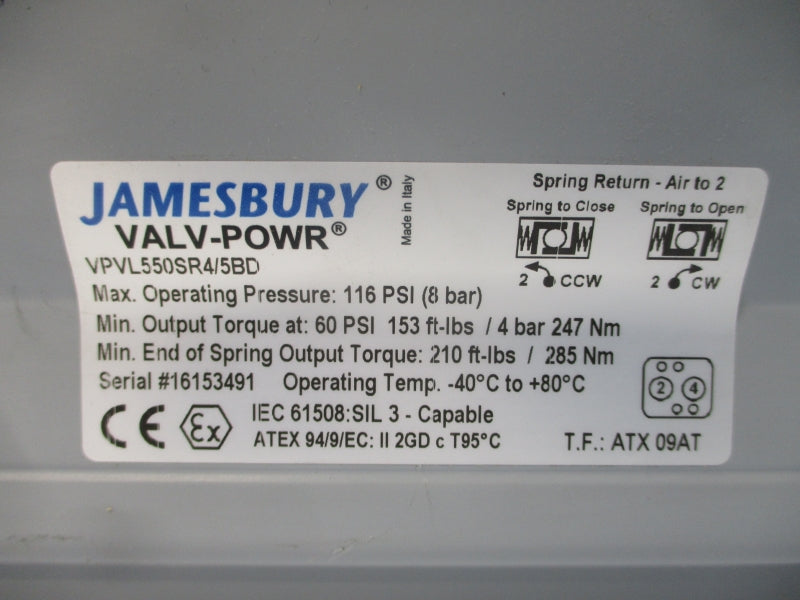 JAMESBURY®
VALV-POWR®
Made in Italy
VPVL550SR4/5BD
Spring Return - Air to 2
Spring to Close Spring to Open
2 CCW 2 CW
Max. Operating Pressure: 116 PSI (8 bar)
Min. Output Torque at: 60 PSI 153 ft-lbs / 4 bar 247 Nm
Min. End of Spring Output Torque: 210 ft-lbs / 285 Nm
Serial #16153491 Operating Temp. -40°C to +80°C
2 4
CE Ex IEC 61508:SIL 3 - Capable
ATEX 94/9/EC: II 2GD c T95°C T.F.: ATX 09AT